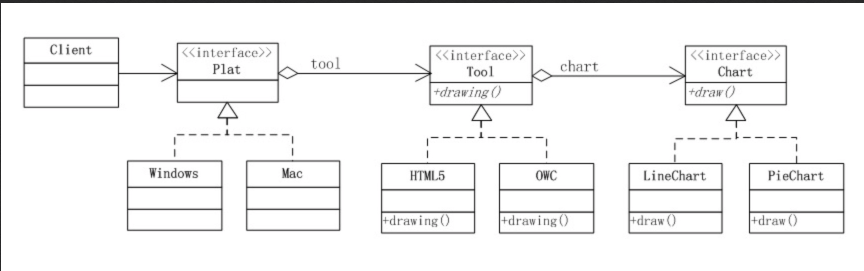 Client
<<interface>>
Plat
tool
<<interface>>
Tool
+drawing()
chart
<<interface>>
Chart
+draw()
Windows
Mac
HTML5
+drawing()
OWC
+drawing()
LineChart
+draw()
PieChart
+draw()